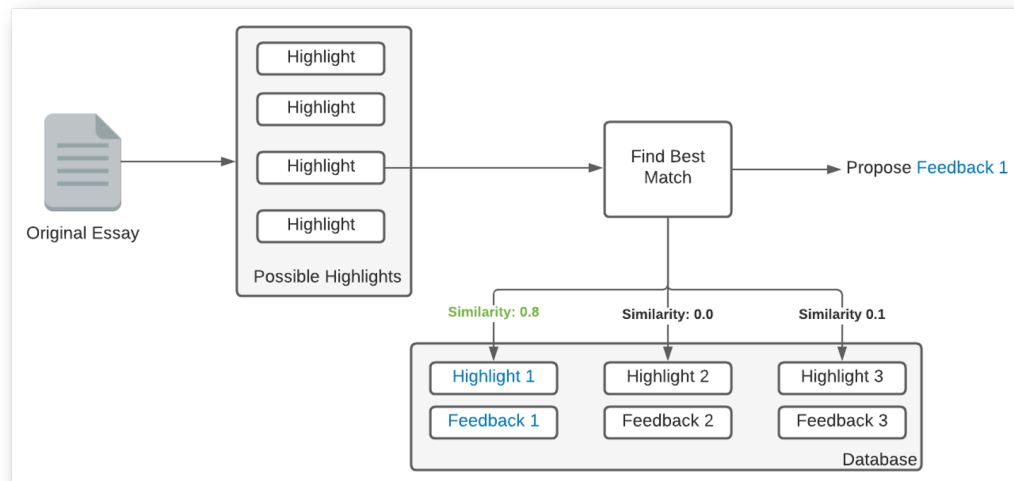 Highlight
Highlight
Highlight
Highlight
Possible Highlights
Original Essay
Find Best
Match
Propose Feedback 1
Similarity: 0.8
Similarity: 0.0
Similarity 0.1
Highlight 1
Highlight 2
Highlight 3
Feedback 1
Feedback 2
Feedback 3
Database